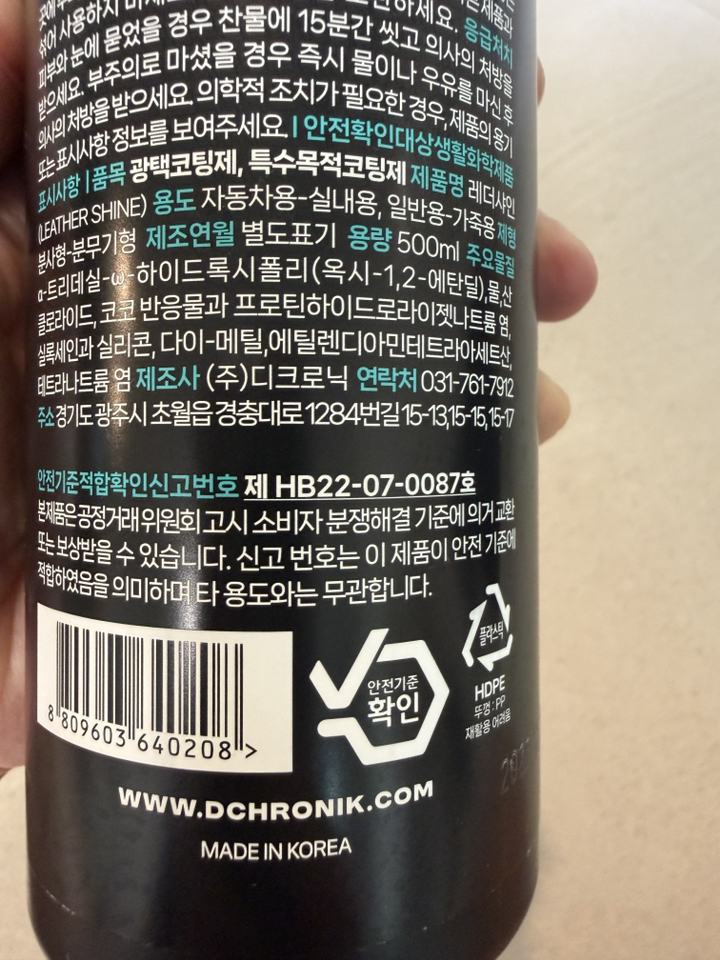 섞어 사용하지
하세요. 응급처치
피부와 눈에 묻었을 경우 찬물에 15분간 씻고 의사의 처방을
받으세요. 부주의로 마셨을 경우 즉시 물이나 우유를 마신 후
의사의 처방을 받으세요. 의학적 조치가 필요한 경우, 제품의 용기
또는 표시사항 정보를 보여주세요. | 안전확인대상생활화학제품
표시사항 | 품목 광택코팅제, 특수목적코팅제 제품명 레더샤인
(LEATHER SHINE) 용도 자동차용-실내용, 일반용-가죽용 제형
분사형-분무기형 제조연월 별도표기 용량 500ml 주요물질
α-트리데실-ω-하이드록시폴리(옥시-1,2-에탄딜),물,산
클로라이드, 코코 반응물과 프로틴하이드로라이젯나트륨 염,
실록세인과 실리콘, 다이-메틸,에틸렌디아민테트라아세트산,
테트라나트륨 염 제조사 (주)디크로닉 연락처 031-761-7912
주소 경기도 광주시 초월읍 경충대로 1284번길 15-13,15-15, 15-17
안전기준적합확인신고번호 제 HB22-07-0087호
본제품은 공정거래위원회 고시 소비자 분쟁해결 기준에 의거 교환
또는 보상받을 수 있습니다. 신고 번호는 이 제품이 안전 기준에
적합하였음을 의미하며 타 용도와는 무관합니다.
8 809603 640208 >
안전기준
확인
플라스틱
HDPE
뚜껑 : PP
재활용 어려움
WWW.DCHRONIK.COM
MADE IN KOREA